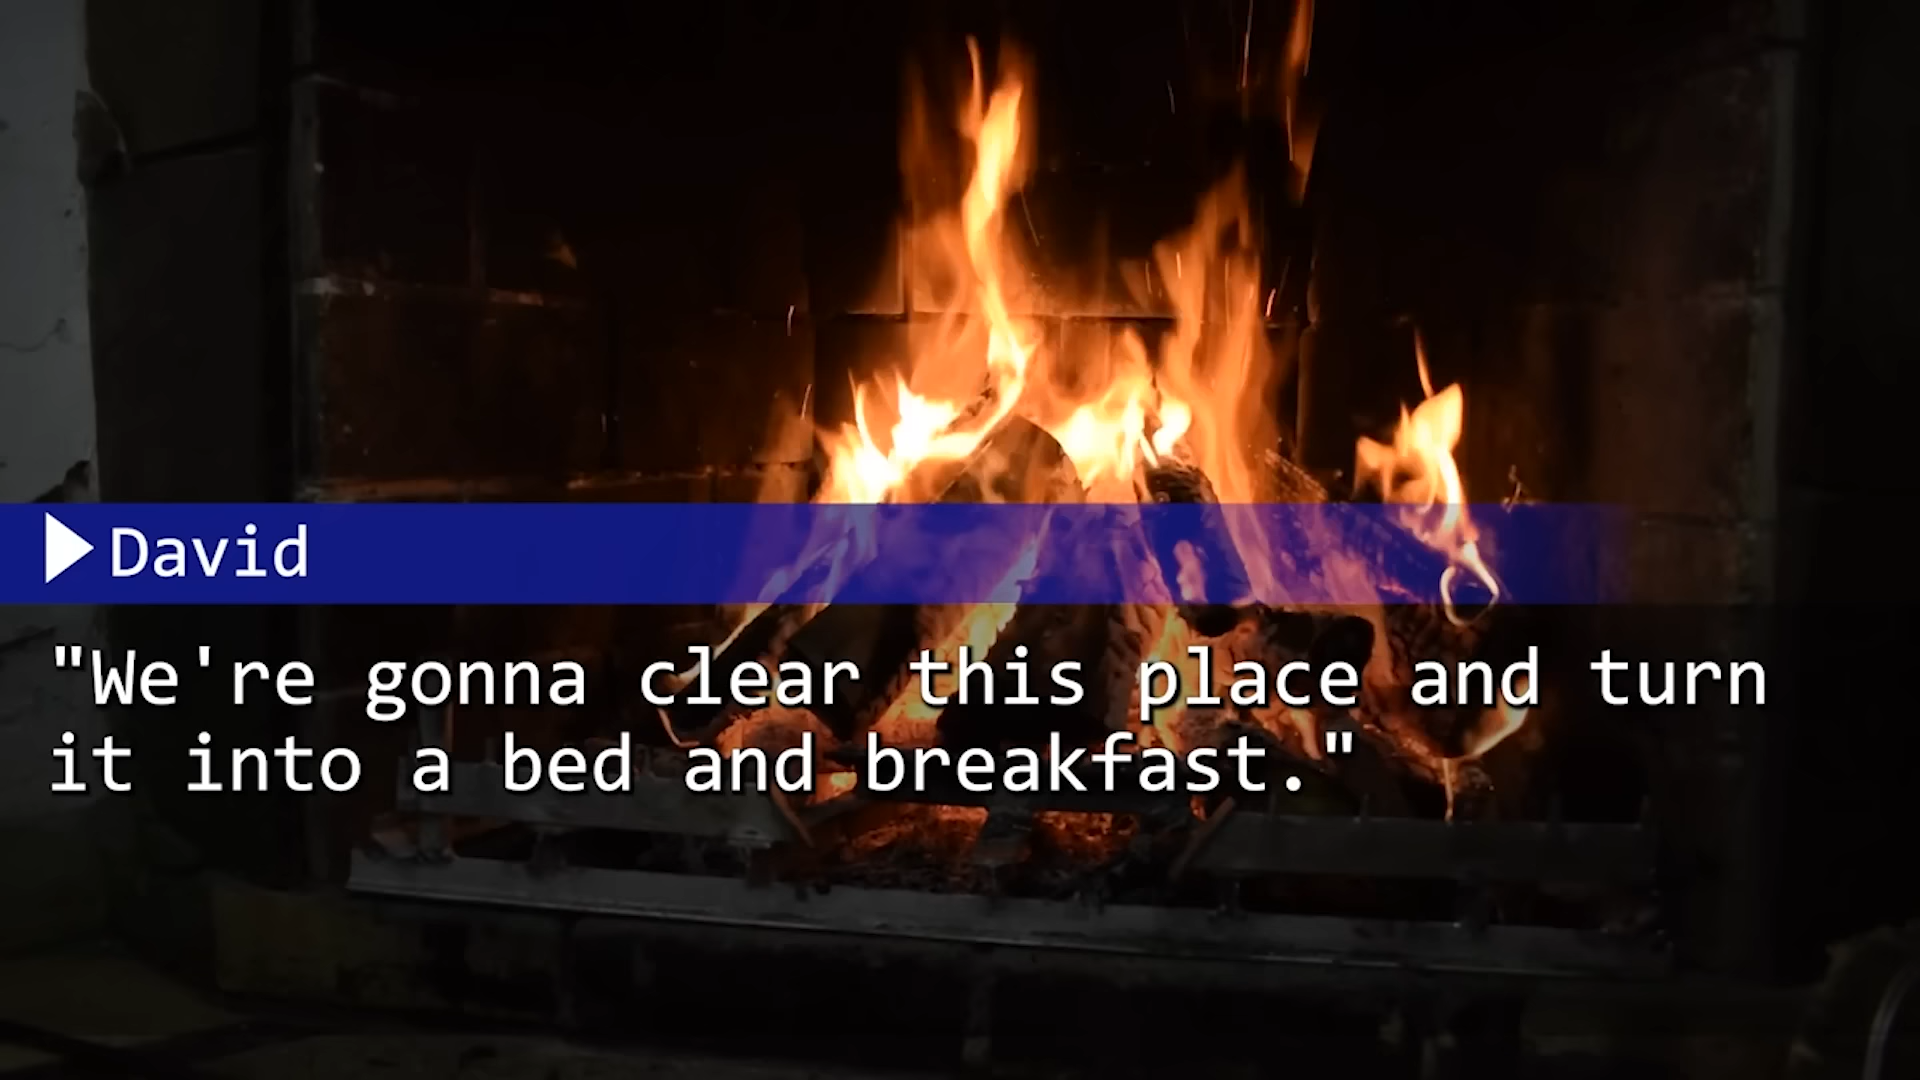 David
"We're gonna clear this place and turn
it into a bed and breakfast."